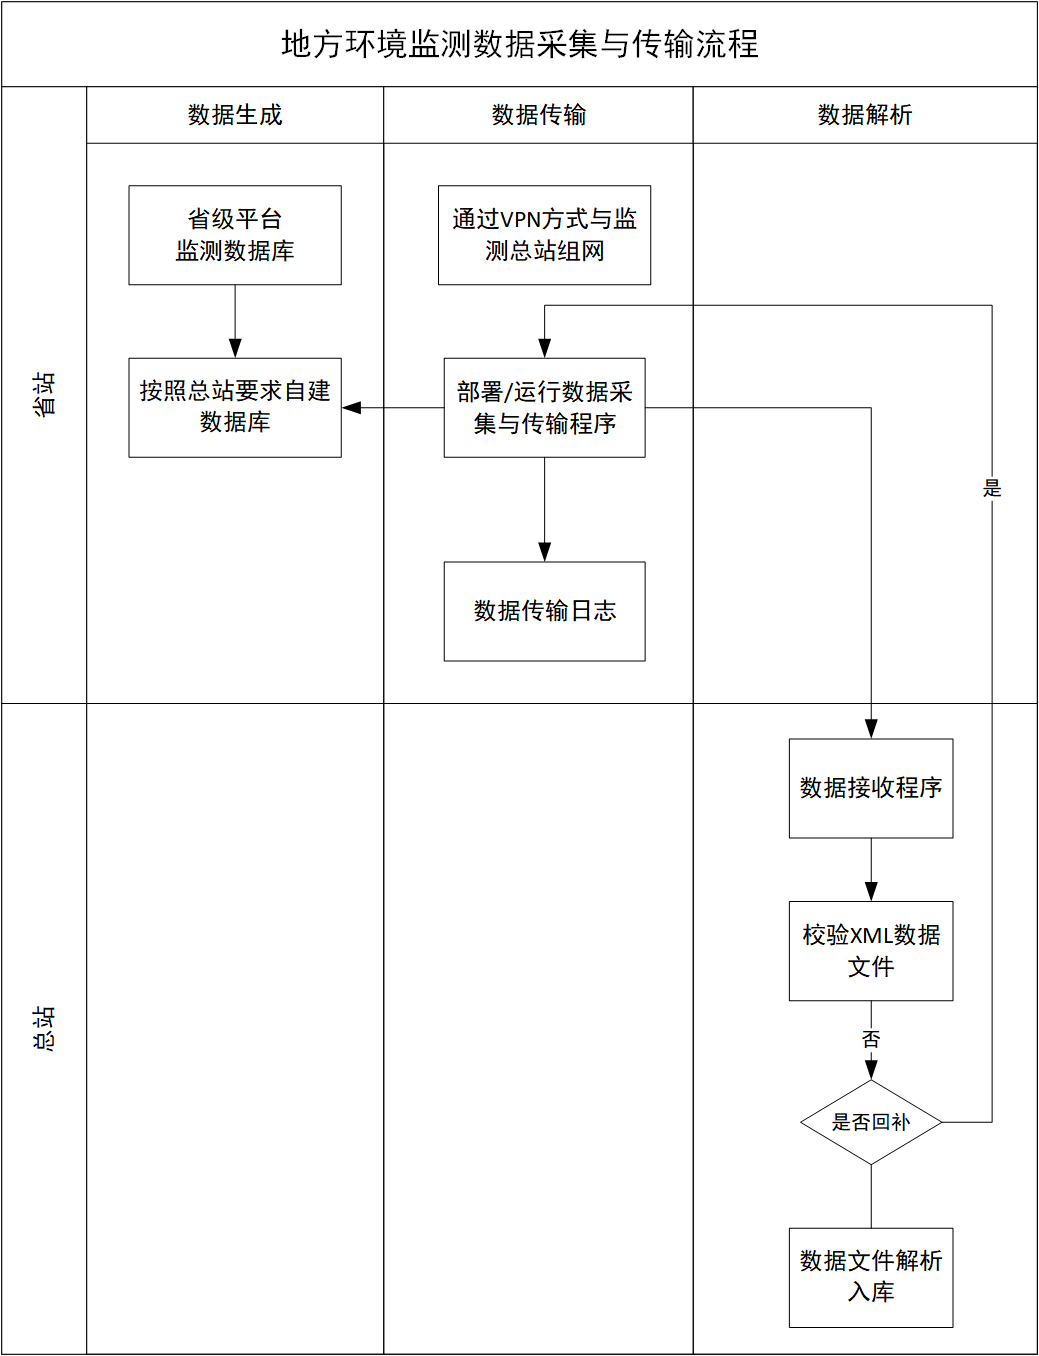 地方环境监测数据采集与传输流程
数据生成
数据传输
数据解析
省站
省级平台
监测数据库
通过VPN方式与监
测总站组网
按照总站要求自建
数据库
部署/运行数据采
集与传输程序
是
数据传输日志
总站
数据接收程序
校验XML数据
文件
否
是否回补
数据文件解析
入库